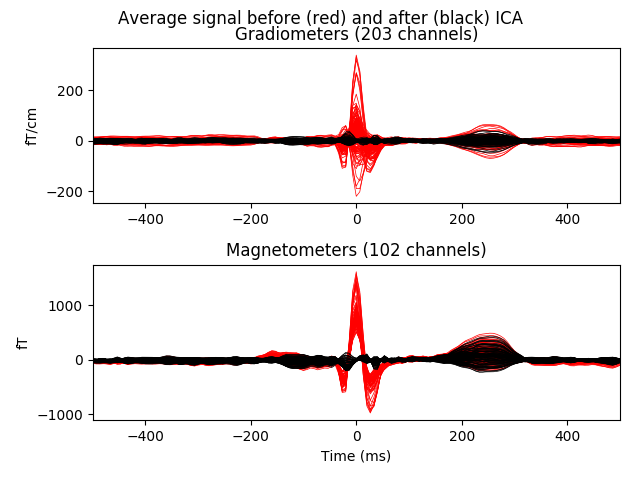 Average signal before (red) and after (black) ICA
Gradiometers (203 channels)
fT/cm
200
0
−200
−400 −200 0 200 400
Magnetometers (102 channels)
fT
1000
0
−1000
−400 −200 0 200 400
Time (ms)